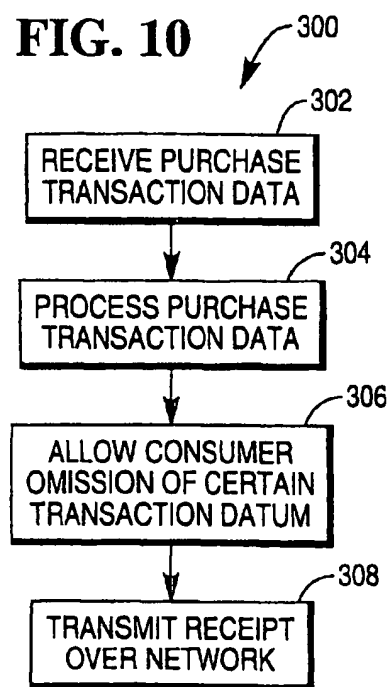 FIG. 10
300
302
RECEIVE PURCHASE
TRANSACTION DATA
304
PROCESS PURCHASE
TRANSACTION DATA
306
ALLOW CONSUMER
OMISSION OF CERTAIN
TRANSACTION DATUM
308
TRANSMIT RECEIPT
OVER NETWORK